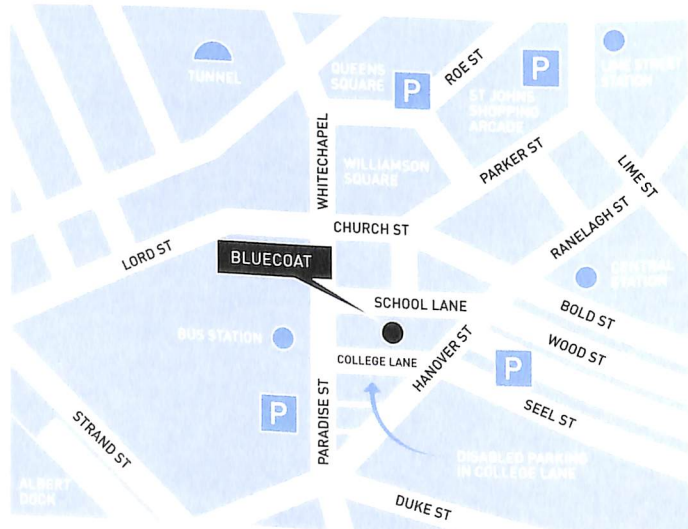 TUNNEL
QUEENS
SQUARE
P
ROE ST
P
LIME STREET
STATION
ST JOHNS
SHOPPING
ARCADE
WHITECHAPEL
WILLIAMSON
SQUARE
PARKER ST
LIME ST
LORD ST
CHURCH ST
RANELAGH ST
BLUECOAT
CENTRAL
STATION
SCHOOL LANE
BOLD ST
BUS STATION
COLLEGE LANE
HANOVER ST
WOOD ST
P
SEEL ST
P
PARADISE ST
STRAND ST
DISABLED PARKING
IN COLLEGE LANE
ALBERT
DOCK
DUKE ST